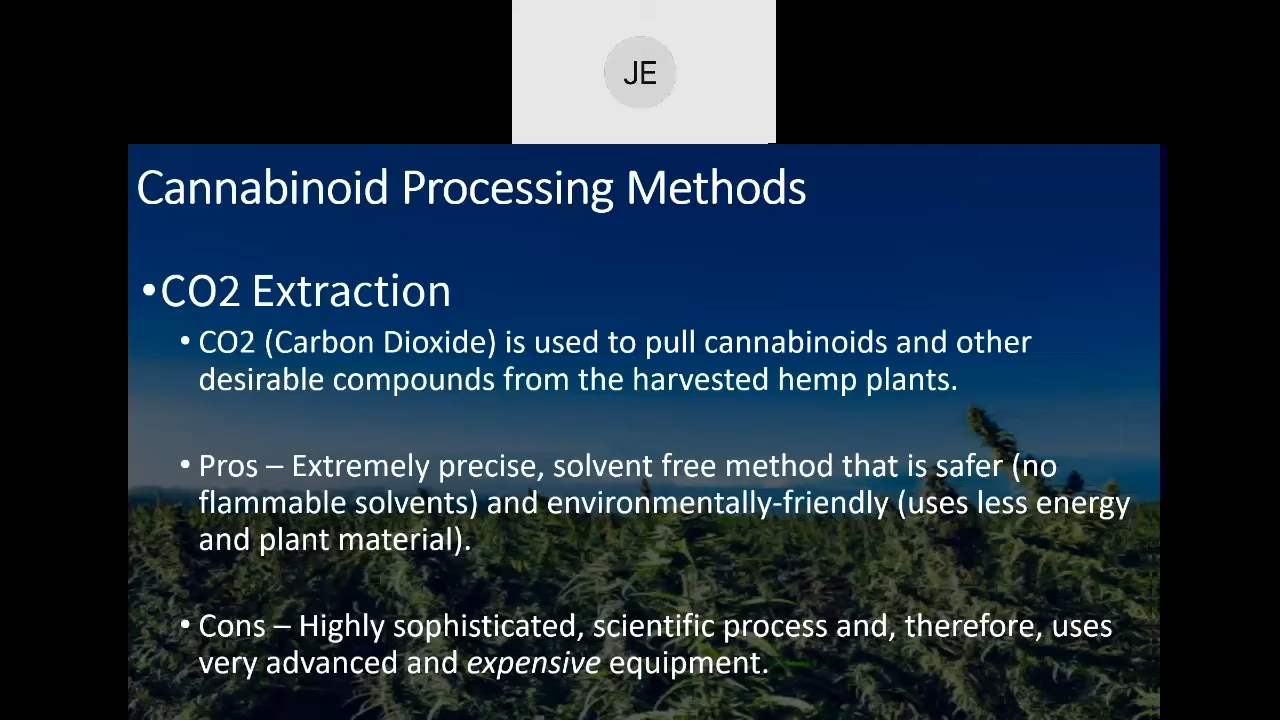 JE
Cannabinoid Processing Methods
•CO2 Extraction
• CO2 (Carbon Dioxide) is used to pull cannabinoids and other
desirable compounds from the harvested hemp plants.
• Pros – Extremely precise, solvent free method that is safer (no
flammable solvents) and environmentally-friendly (uses less energy
and plant material).
• Cons – Highly sophisticated, scientific process and, therefore, uses
very advanced and expensive equipment.